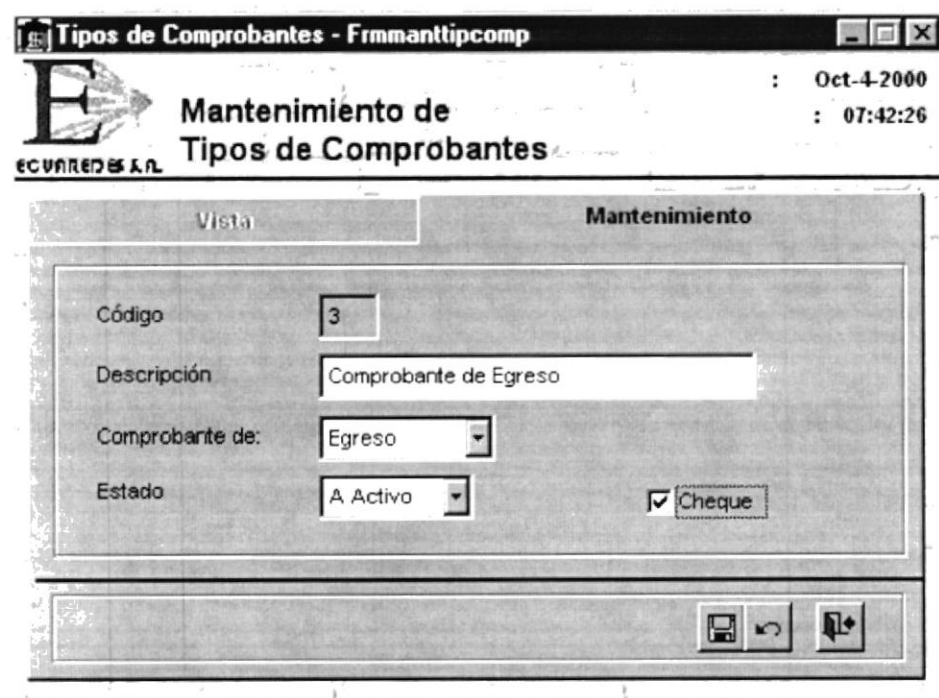 Tipos de Comprobantes - Frmmanttipcomp
Mantenimiento de
Tipos de Comprobantes
: Oct-4-2000
: 07:42:26
ECUAREDES S.A.
Vista
Mantenimiento
Código
3
Descripción
Comprobante de Egreso
Comprobante de:
Egreso
Estado
A Activo
Cheque